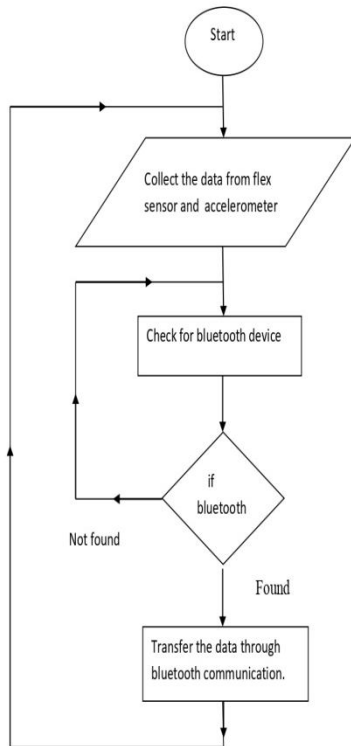 Start
Collect the data from flex
sensor and accelerometer
Check for bluetooth device
if
bluetooth
Not found
Found
Transfer the data through
bluetooth communication.